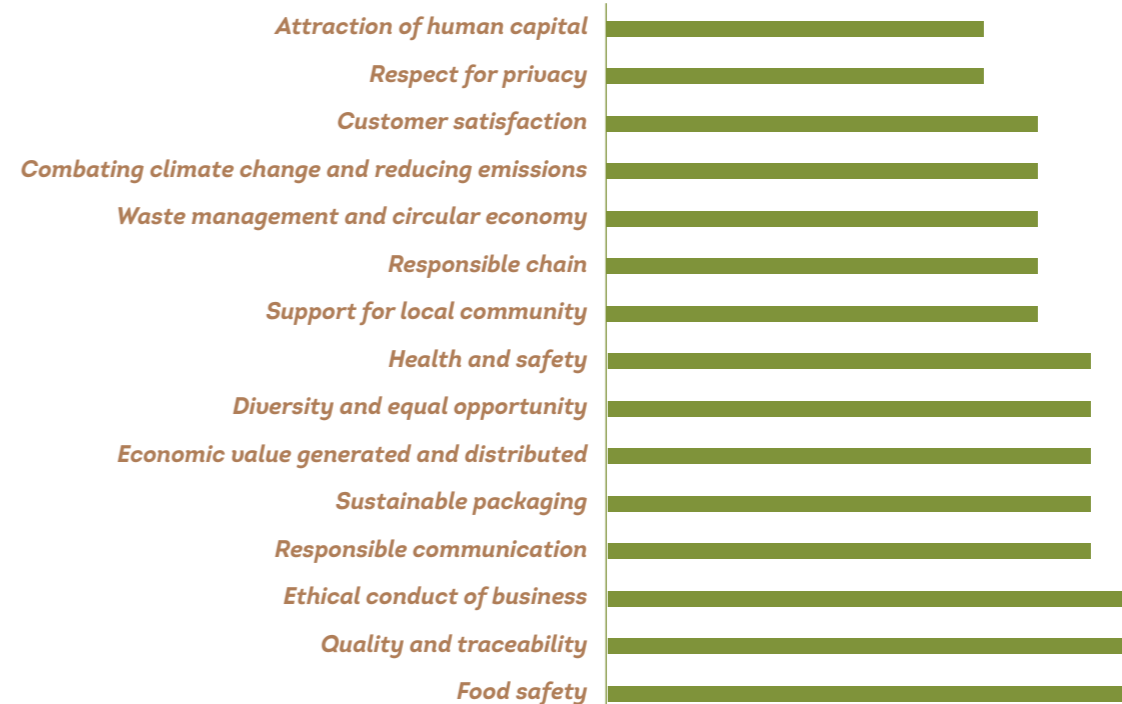 Attraction of human capital
Respect for privacy
Customer satisfaction
Combating climate change and reducing emissions
Waste management and circular economy
Responsible chain
Support for local community
Health and safety
Diversity and equal opportunity
Economic value generated and distributed
Sustainable packaging
Responsible communication
Ethical conduct of business
Quality and traceability
Food safety